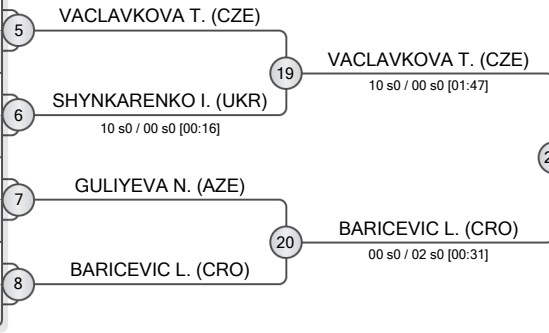 VACLAVKOVA T. (CZE)
5
19
VACLAVKOVA T. (CZE)
10 s0 / 00 s0 [01:47]
SHYNKARENKO I. (UKR)
6
10 s0 / 00 s0 [00:16]
GULIYEVA N. (AZE)
7
20
BARICEVIC L. (CRO)
00 s0 / 02 s0 [00:31]
BARICEVIC L. (CRO)
8